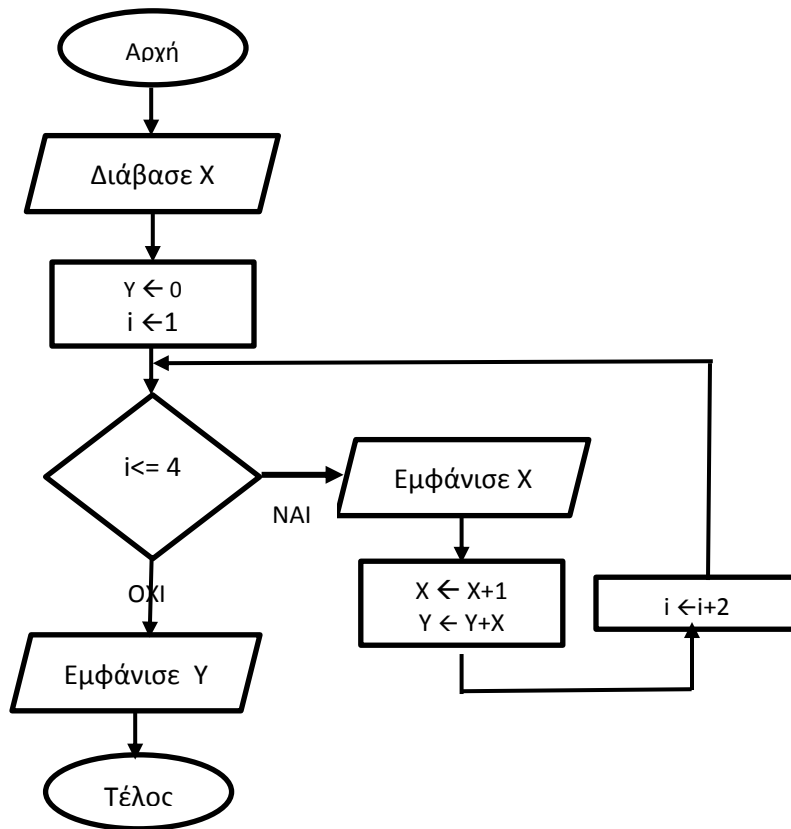 Αρχή
Διάβασε Χ
Υ ← 0
i ←1
i<= 4
ΝΑΙ
Εμφάνισε Χ
Χ ← Χ+1
Υ ← Υ+Χ
i ←i+2
ΟΧΙ
Εμφάνισε Υ
Τέλος